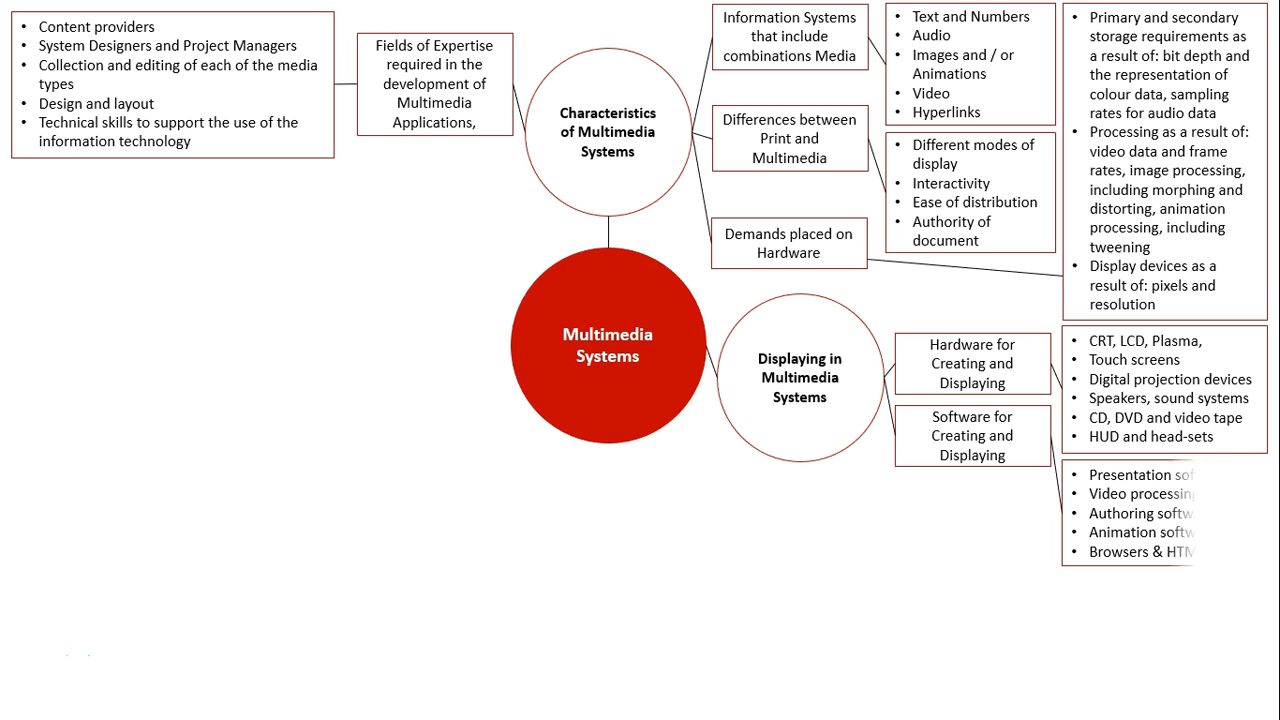 • Content providers
• System Designers and Project Managers
• Collection and editing of each of the media
types
• Design and layout
• Technical skills to support the use of the
information technology
Fields of Expertise
required in the
development of
Multimedia
Applications,
Characteristics
of Multimedia
Systems
Information Systems
that include
combinations Media
• Text and Numbers
• Audio
• Images and / or
Animations
• Video
• Hyperlinks
Differences between
Print and
Multimedia
• Different modes of
display
• Interactivity
• Ease of distribution
• Authority of
document
Demands placed on
Hardware
• Primary and secondary
storage requirements as
a result of: bit depth and
the representation of
colour data, sampling
rates for audio data
• Processing as a result of:
video data and frame
rates, image processing,
including morphing and
distorting, animation
processing, including
tweening
• Display devices as a
result of: pixels and
resolution
Multimedia
Systems
Displaying in
Multimedia
Systems
Hardware for
Creating and
Displaying
• CRT, LCD, Plasma,
• Touch screens
• Digital projection devices
• Speakers, sound systems
• CD, DVD and video tape
• HUD and head-sets
Software for
Creating and
Displaying
• Presentation
• Video
• Authoring
• Animation
• Browsers &